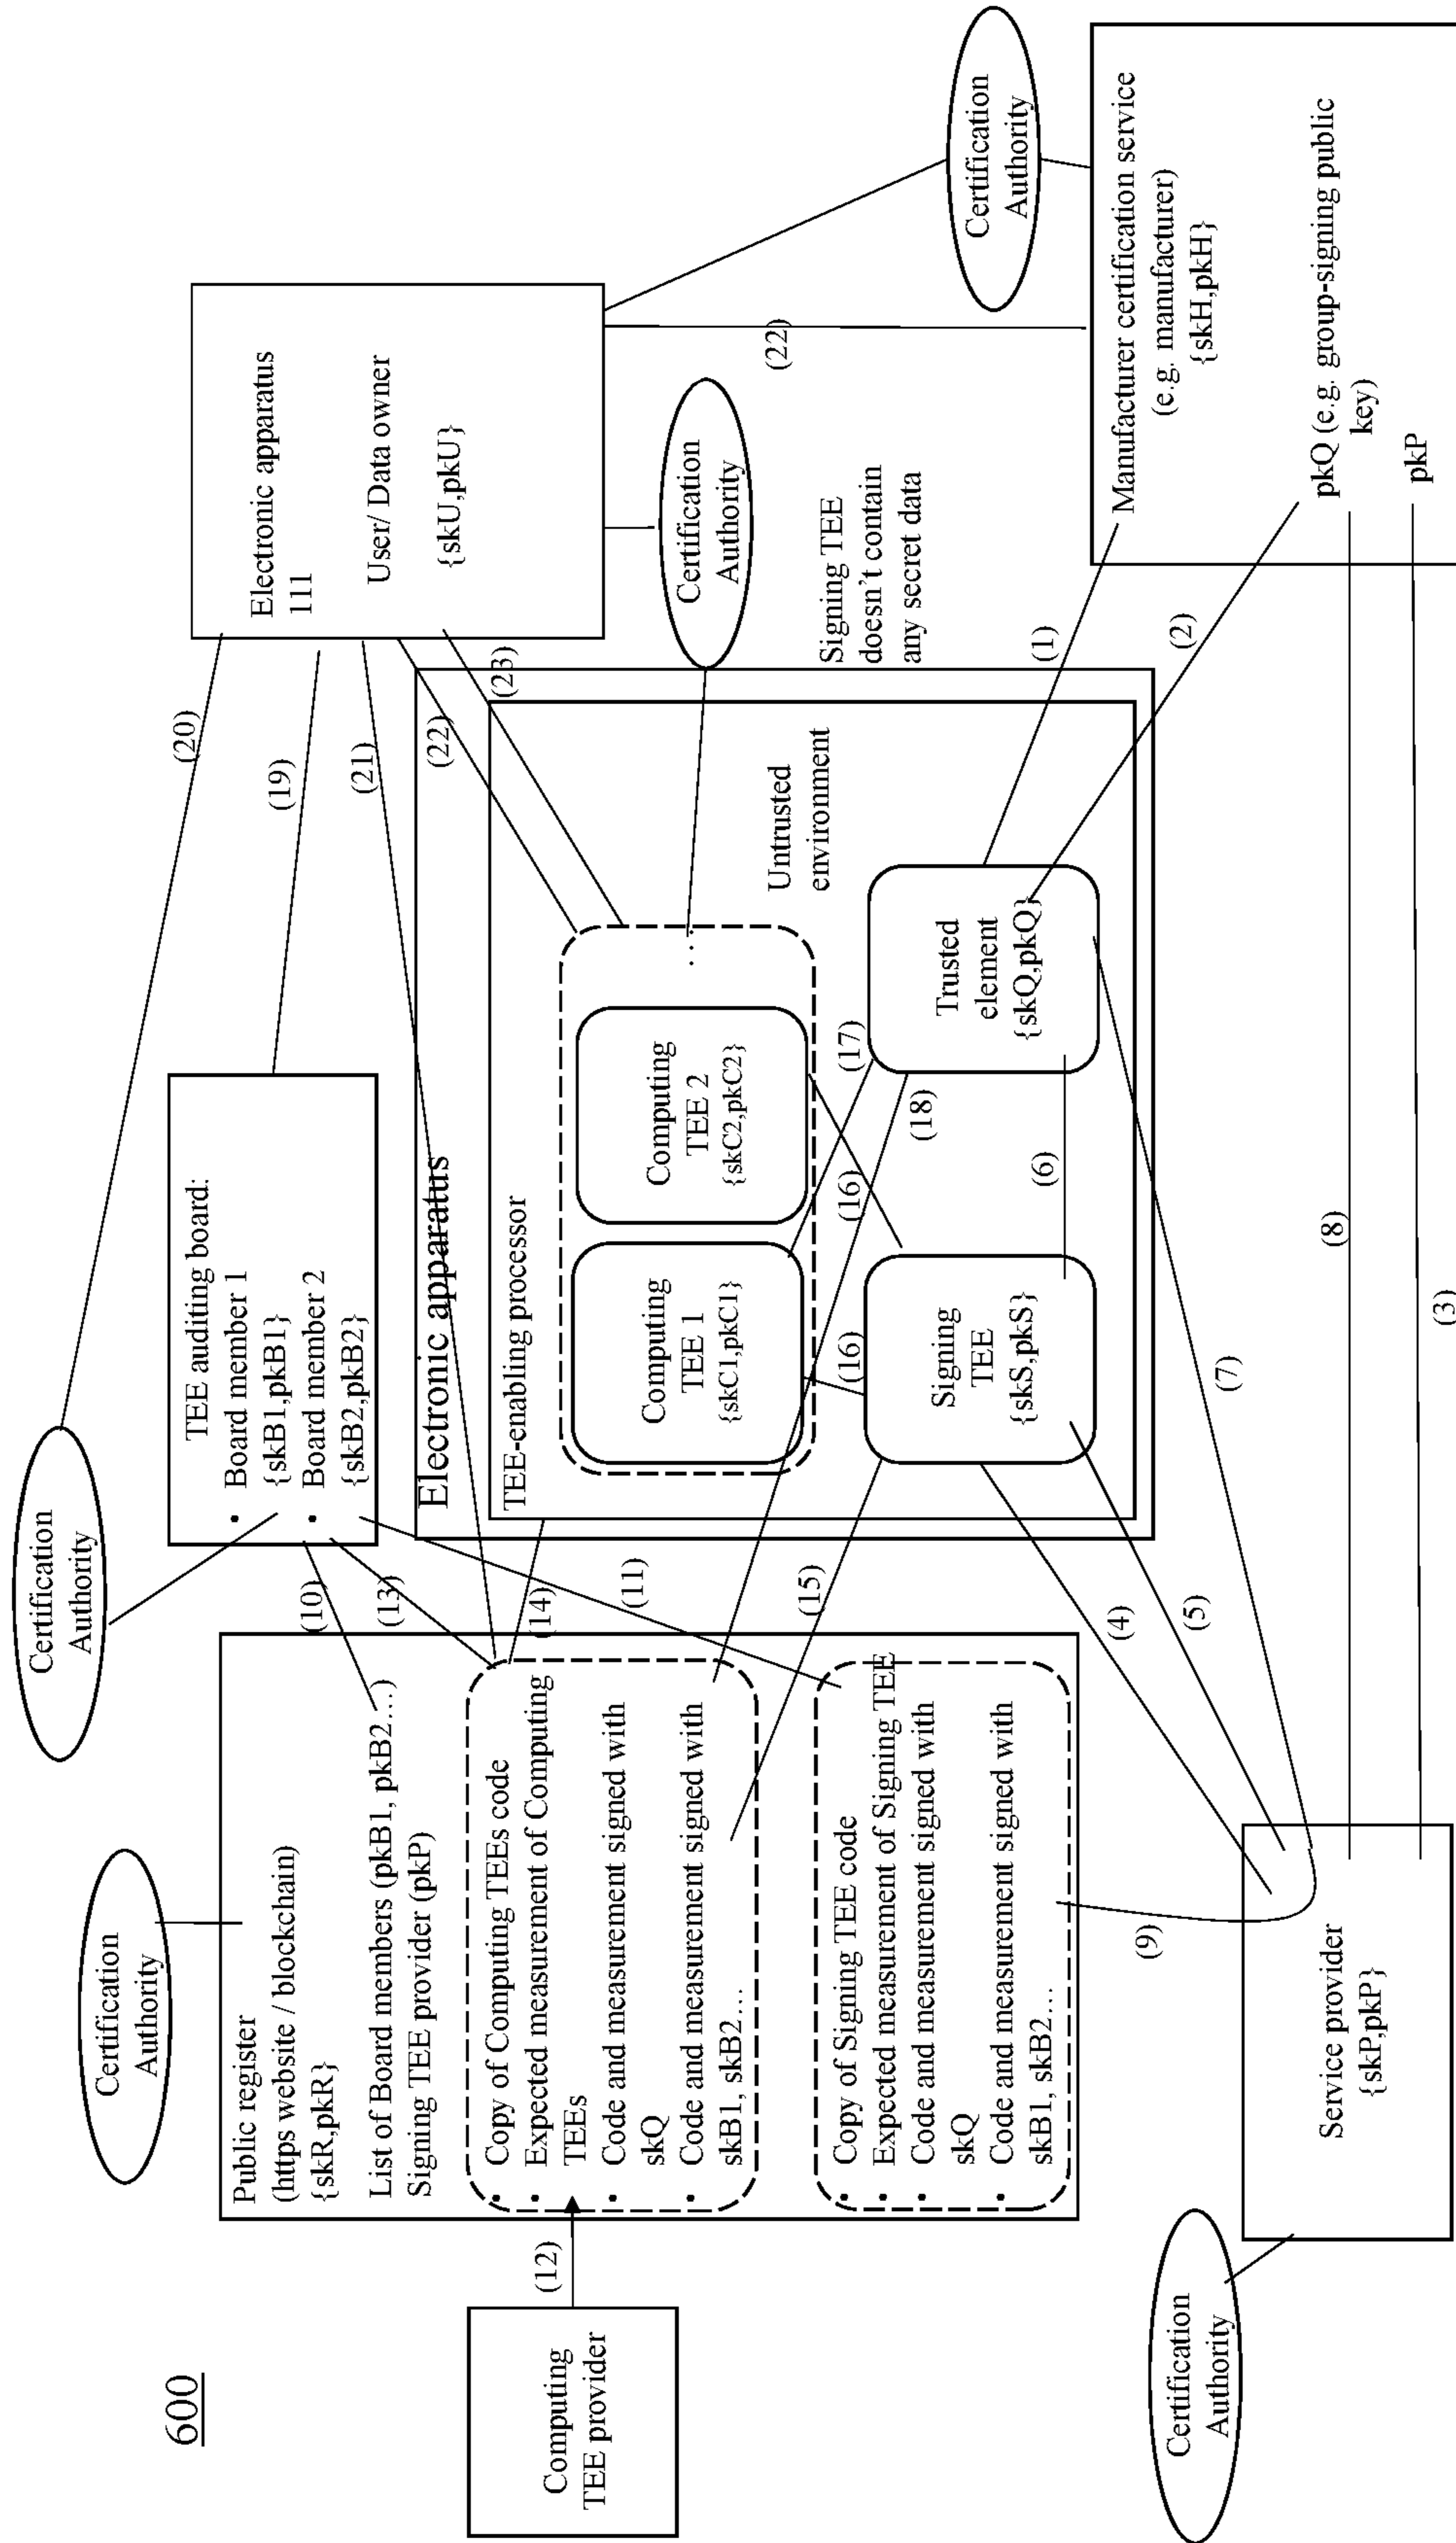 600
Computing
TEE provider
(12)
Certification
Authority
Public register
(https website / blockchain)
{skR,pkR}
List of Board members (pkB1, pkB2…)
Signing TEE provider (pkP)
• Copy of Computing TEEs code
• Expected measurement of Computing
TEEs
• Code and measurement signed with
skQ
• Code and measurement signed with
skB1, skB2…
• Copy of Signing TEE code
• Expected measurement of Signing TEE
• Code and measurement signed with
skQ
• Code and measurement signed with
skB1, skB2…
Certification
Authority
Service provider
{skP,pkP}
(9)
Certification
Authority
(10)
(13)
(14)
(11)
(15)
(4)
(5)
TEE auditing board:
• Board member 1
{skB1,pkB1}
• Board member 2
{skB2,pkB2}
Electronic apparatus
TEE-enabling processor
Computing
TEE 1
{skC1,pkC1}
Computing
TEE 2
{skC2,pkC2}
...
(16)
(16)
(17)
(18)
Signing
TEE
{skS,pkS}
(6)
Trusted
element
{skQ,pkQ}
Untrusted
environment
(7)
(8)
(3)
(20)
(19)
(21)
(22)
(23)
Electronic apparatus
111
User/ Data owner
{skU,pkU}
Certification
Authority
Signing TEE
doesn't contain
any secret data
(1)
(2)
(22)
Certification
Authority
Manufacturer certification service
(e.g. manufacturer)
{skH,pkH}
pkQ (e.g. group-signing public
key)
pkP